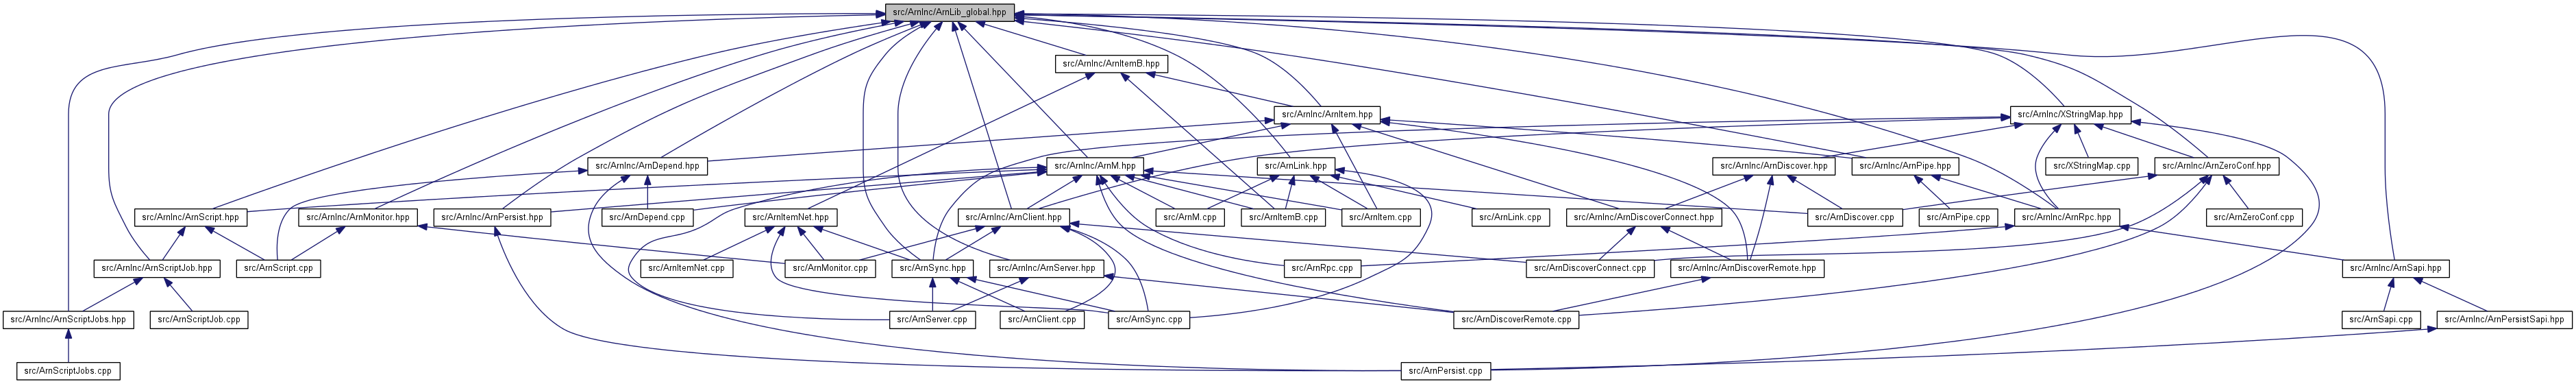 src/ArnInc/ArnLib_global.hpp
src/ArnInc/ArnItemB.hpp
src/ArnInc/ArnItem.hpp
src/ArnInc/XStringMap.hpp
src/ArnInc/ArnDepend.hpp
src/ArnInc/ArnM.hpp
src/ArnLink.hpp
src/ArnInc/ArnDiscover.hpp
src/ArnInc/ArnPipe.hpp
src/XStringMap.cpp
src/ArnInc/ArnZeroConf.hpp
src/ArnInc/ArnScript.hpp
src/ArnInc/ArnMonitor.hpp
src/ArnInc/ArnPersist.hpp
src/ArnDepend.cpp
src/ArnItemNet.hpp
src/ArnInc/ArnClient.hpp
src/ArnM.cpp
src/ArnItemB.cpp
src/ArnItem.cpp
src/ArnLink.cpp
src/ArnInc/ArnDiscoverConnect.hpp
src/ArnDiscover.cpp
src/ArnPipe.cpp
src/ArnInc/ArnRpc.hpp
src/ArnZeroConf.cpp
src/ArnInc/ArnScriptJob.hpp
src/ArnScript.cpp
src/ArnItemNet.cpp
src/ArnMonitor.cpp
src/ArnSync.hpp
src/ArnInc/ArnServer.hpp
src/ArnRpc.cpp
src/ArnDiscoverConnect.cpp
src/ArnInc/ArnDiscoverRemote.hpp
src/ArnInc/ArnSapi.hpp
src/ArnInc/ArnScriptJobs.hpp
src/ArnScriptJob.cpp
src/ArnServer.cpp
src/ArnClient.cpp
src/ArnSync.cpp
src/ArnDiscoverRemote.cpp
src/ArnSapi.cpp
src/ArnInc/ArnPersistSapi.hpp
src/ArnScriptJobs.cpp
src/ArnPersist.cpp